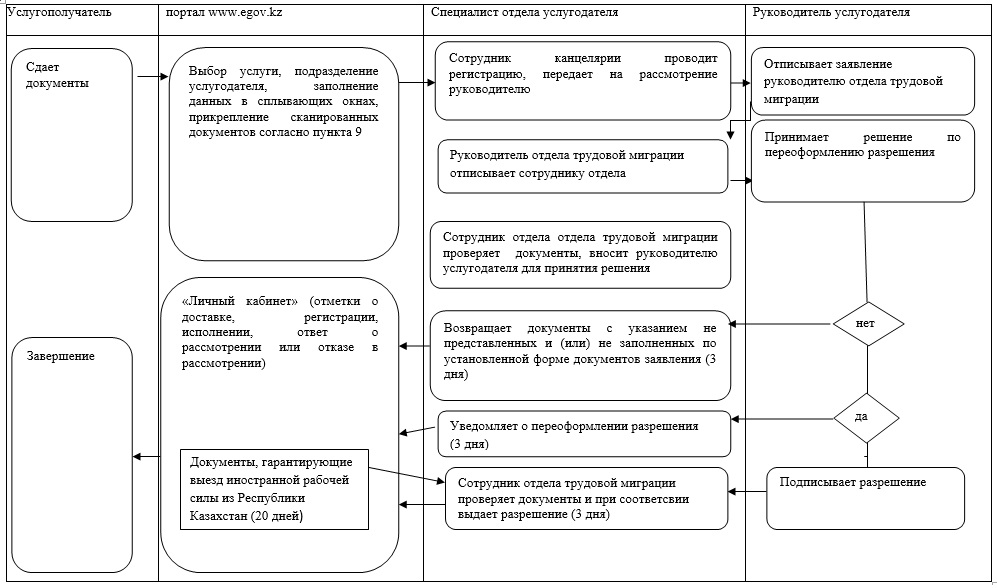 Услугополучатель
портал www.egov.kz
Специалист отдела услугодателя
Руководитель услугодателя
Сдает
документы
Выбор услуги, подразделение
услугодателя, заполнение
данных в сплывающих окнах,
прикрепление сканированных
документов согласно пункта 9
Сотрудник канцелярии проводит
регистрацию, передает на рассмотрение
руководителю
Отписывает заявление
руководителю отдела трудовой
миграции
Руководитель отдела трудовой миграции
отписывает сотруднику отдела
Принимает решение по
переоформлению разрешения
Сотрудник отдела отдела трудовой миграции
проверяет документы, вносит руководителю
услугодателя для принятия решения
«Личный кабинет» (отметки о
доставке, регистрации,
исполнении, ответ о
рассмотрении или отказе в
рассмотрении)
Возвращает документы с указанием не
представленных и (или) не заполненных по
установленной форме документов заявления (3
дня)
нет
Завершение
Уведомляет о переоформлении разрешения
(3 дня)
да
Документы, гарантирующие
выезд иностранной рабочей
силы из Республики
Казахстан (20 дней)
Сотрудник отдела трудовой миграции
проверяет документы и при соответсвии
выдает разрешение (3 дня)
Подписывает разрешение